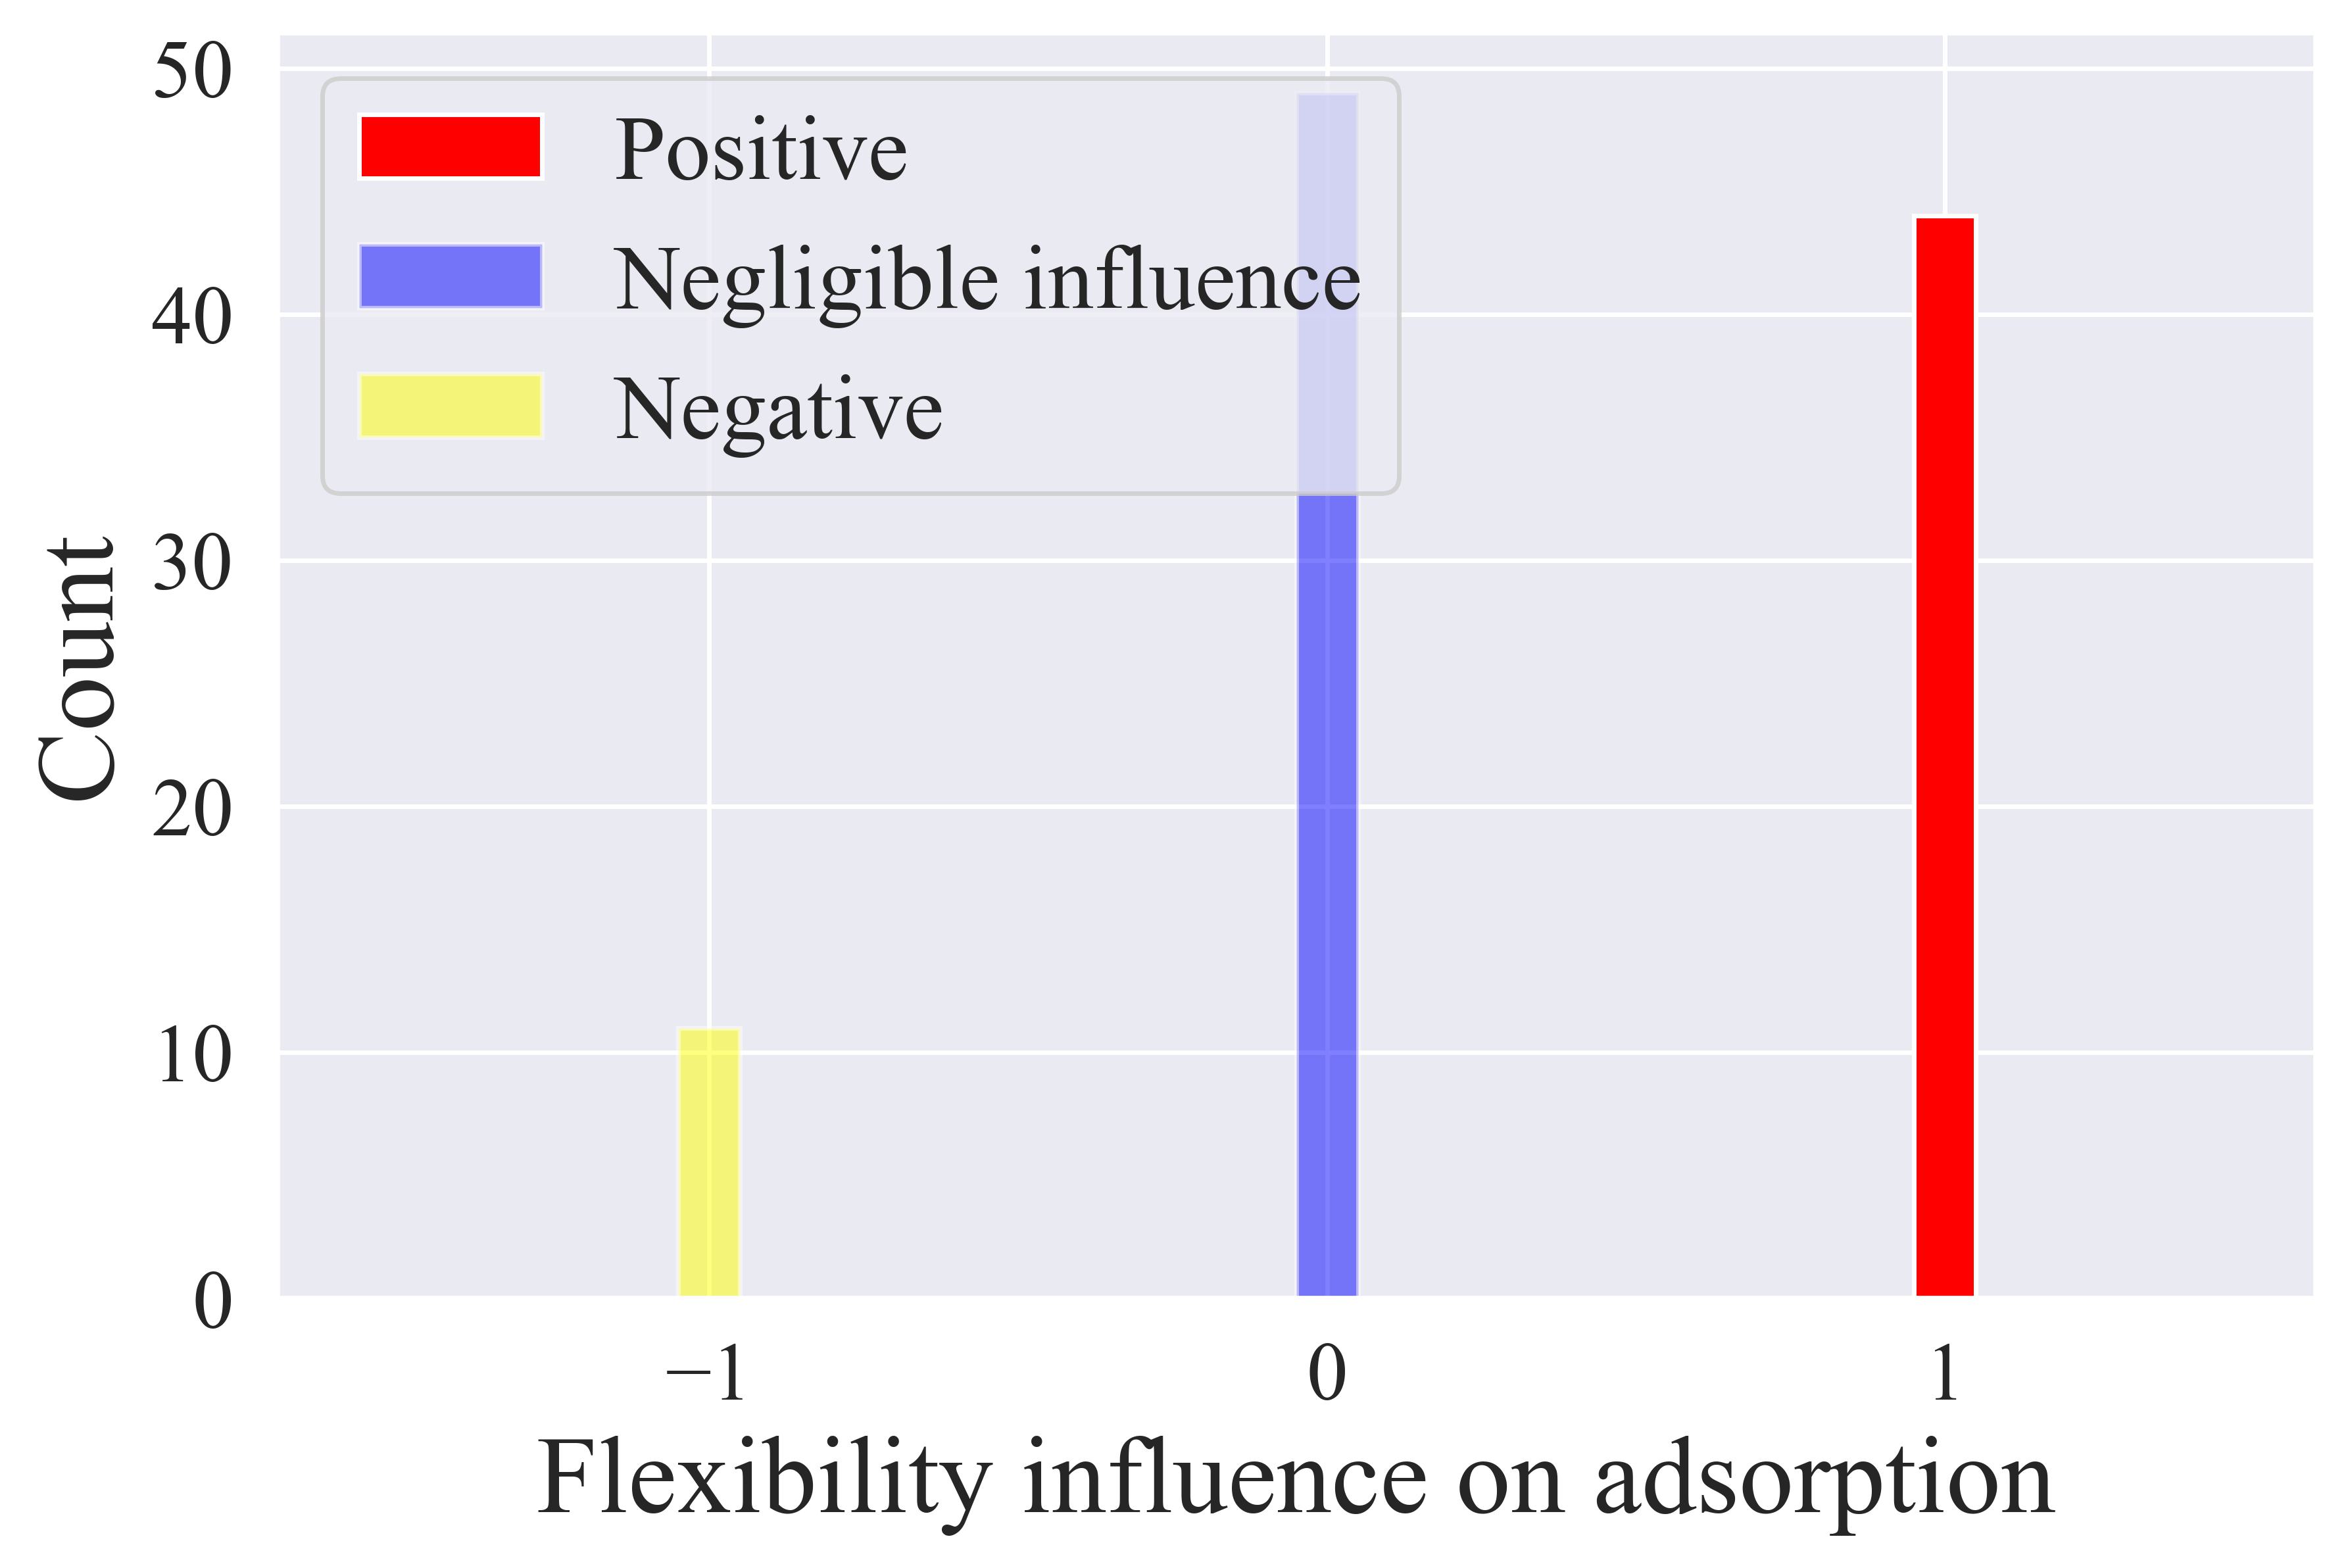 50
40
30
20
10
0
Count
Positive
Negligible influence
Negative
−1
0
1
Flexibility influence on adsorption